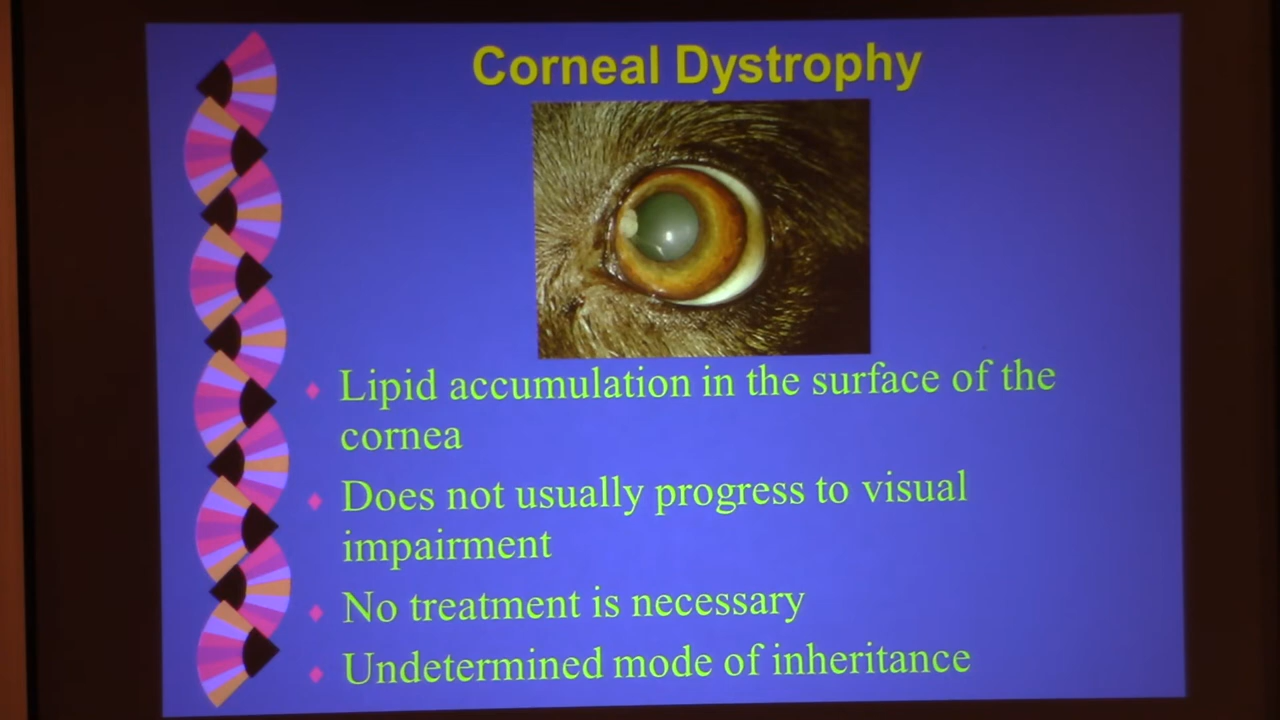 Corneal Dystrophy
Lipid accumulation in the surface of the
cornea
Does not usually progress to visual
impairment
No treatment is necessary
Undetermined mode of inheritance